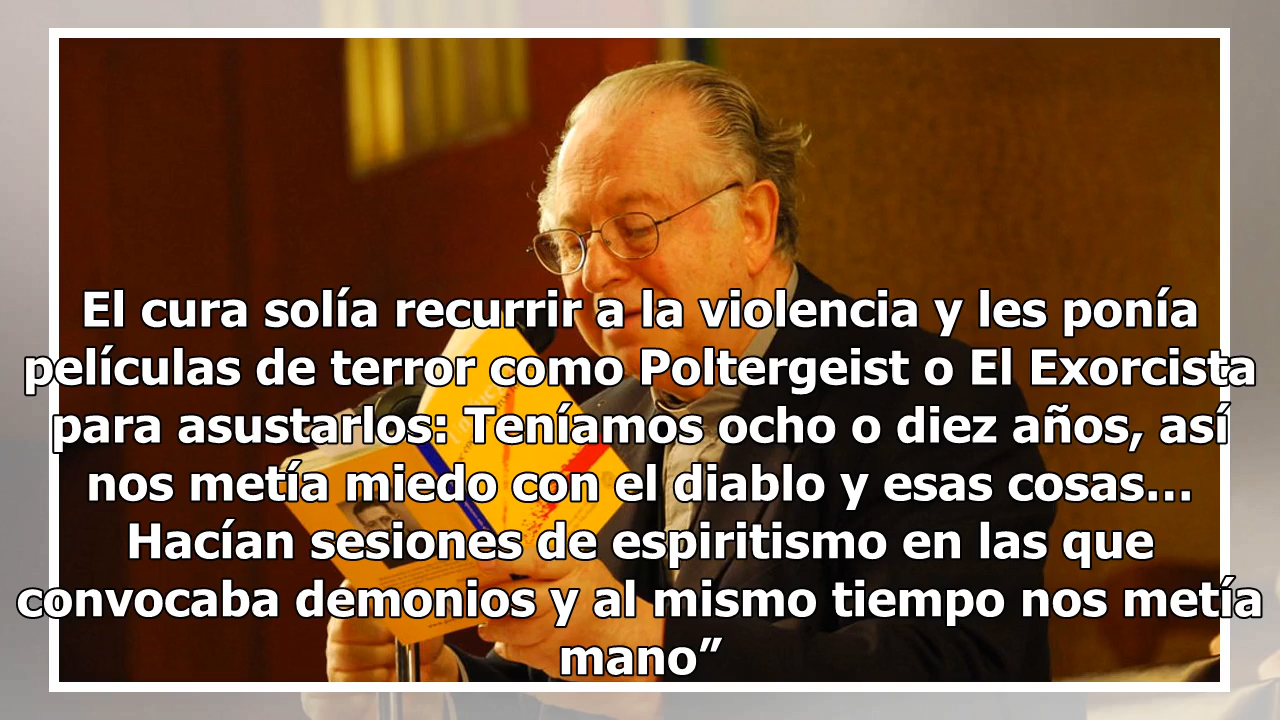 El cura solía recurrir a la violencia y les ponía
películas de terror como Poltergeist o El Exorcista
para asustarlos: Teníamos ocho o diez años, así
nos metía miedo con el diablo y esas cosas...
Hacían sesiones de espiritismo en las que
convocaba demonios y al mismo tiempo nos metía
mano”